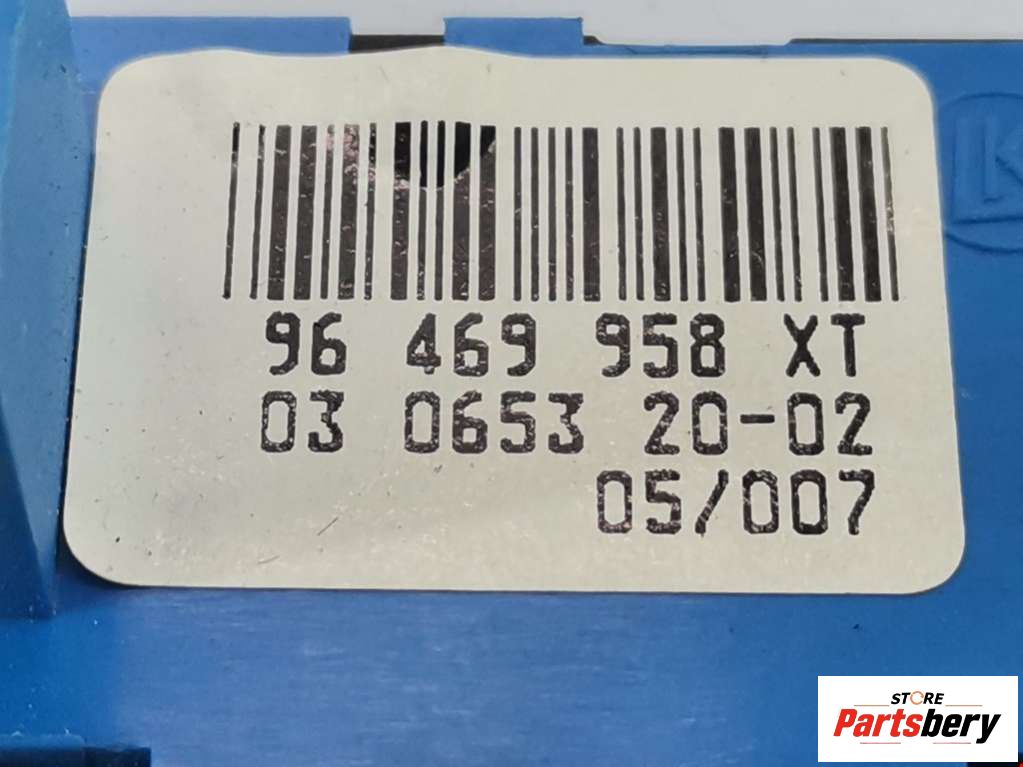 96 469 958 XT
03 0653 20-02
05/007
STORE
Partsbery